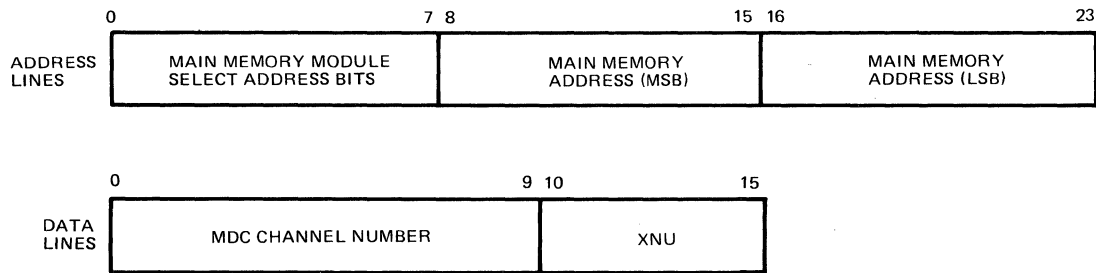 0 7 8 15 16 23
ADDRESS LINES
MAIN MEMORY MODULE
SELECT ADDRESS BITS
MAIN MEMORY
ADDRESS (MSB)
MAIN MEMORY
ADDRESS (LSB)
0 9 10 15
DATA LINES
MDC CHANNEL NUMBER
XNU